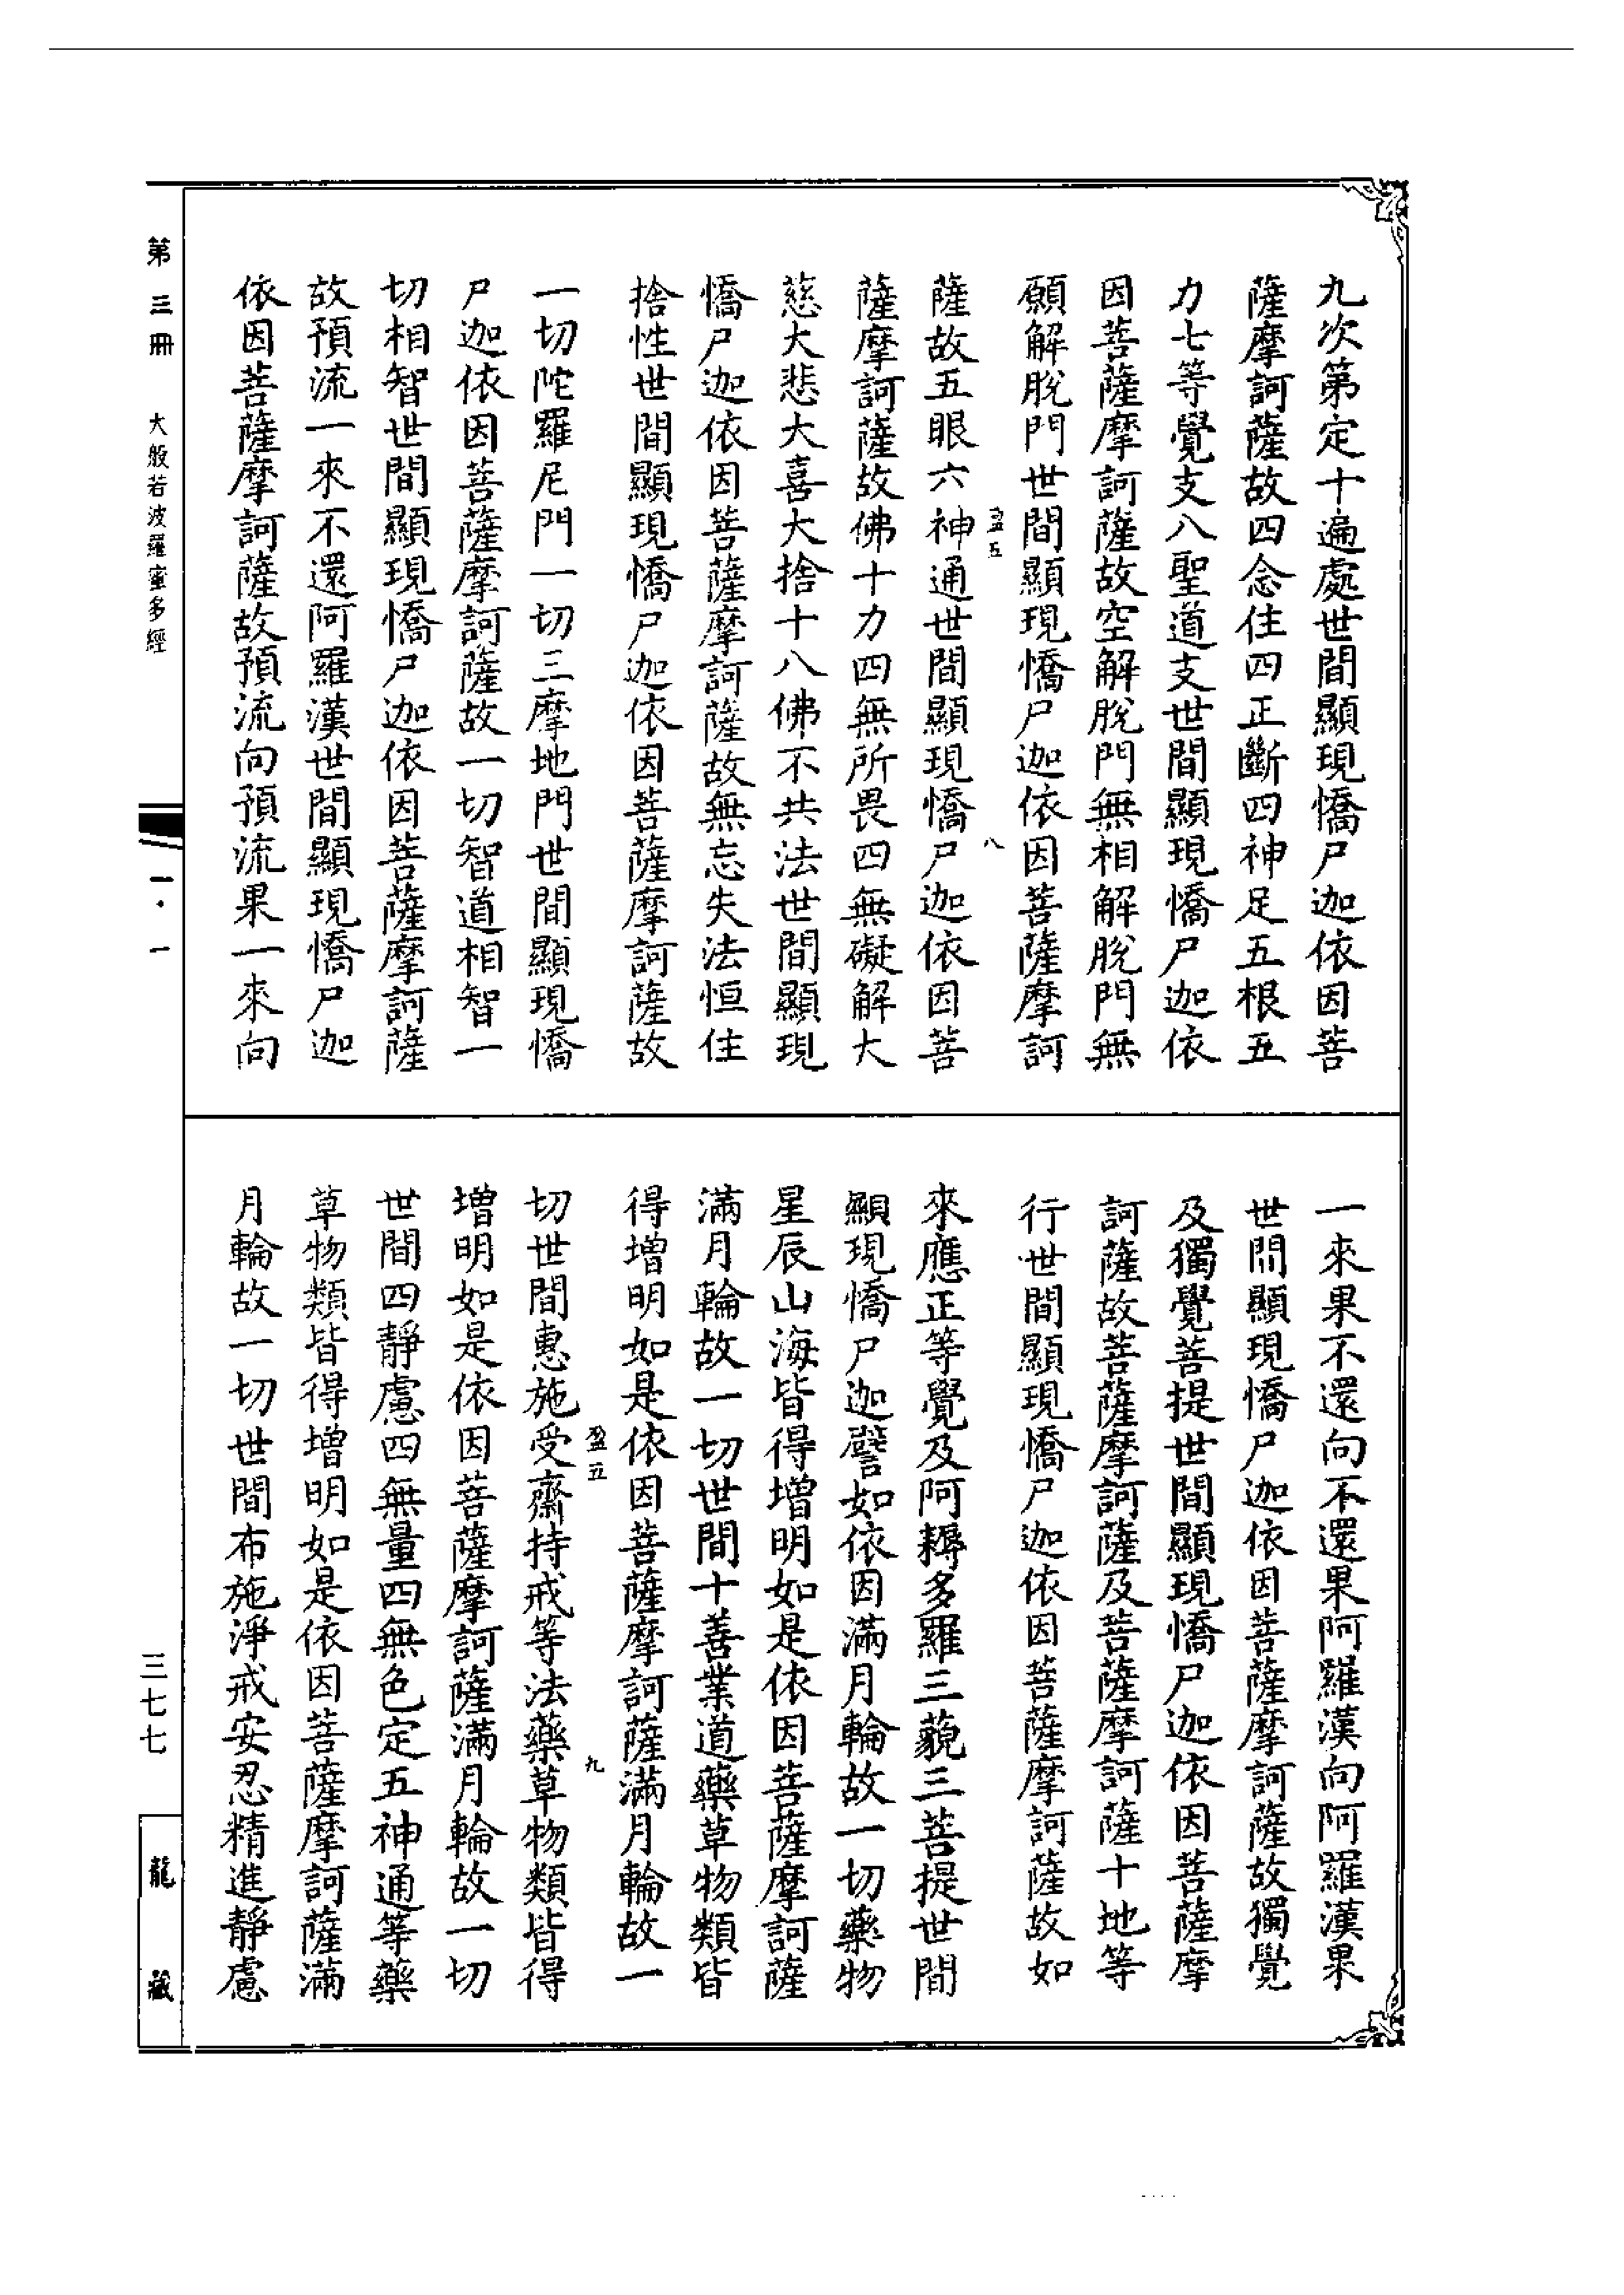 九次第定十遍處世間顯現憍尸迦依因菩
薩摩訶薩故四念住四正斷四神足五根五
力七等覺支八聖道支世間顯現憍尸迦依
因菩薩摩訶薩故空解脫門無相解脫門無
願解脫門世間顯現憍尸迦依因菩薩摩訶
盈五 八
薩故五眼六神通世間顯現憍尸迦依因菩
薩摩訶薩故佛十力四無所畏四無礙解大
慈大悲大喜大捨十八佛不共法世間顯現
憍尸迦依因菩薩摩訶薩故無忘失法恒住
捨性世間顯現憍尸迦依因菩薩摩訶薩故
一切陀羅尼門一切三摩地門世間顯現憍
尸迦依因菩薩摩訶薩故一切智道相智一
切相智世間顯現憍尸迦依因菩薩摩訶薩
故預流一來不還阿羅漢世間顯現憍尸迦
依因菩薩摩訶薩故預流向預流果一來向
一來果不還向不還果阿羅漢向阿羅漢果
世間顯現憍尸迦依因菩薩摩訶薩故獨覺
及獨覺菩提世間顯現憍尸迦依因菩薩摩
訶薩故菩薩摩訶薩及菩薩摩訶薩十地等
行世間顯現憍尸迦依因菩薩摩訶薩故如
來應正等覺及阿耨多羅三藐三菩提世間
顯現憍尸迦譬如依因滿月輪故一切藥物
星辰山海皆得增明如是依因菩薩摩訶薩
滿月輪故一切世間十善業道藥草物類皆
得增明如是依因菩薩摩訶薩滿月輪故一
盈五 九
切世間惠施受齋持戒等法藥草物類皆得
增明如是依因菩薩摩訶薩滿月輪故一切
世間四靜慮四無量四無色定五神通等藥
草物類皆得增明如是依因菩薩摩訶薩滿
月輪故一切世間布施淨戒安忍精進靜慮
第三冊 大般若波羅蜜多經 一·一 三七七 龍藏